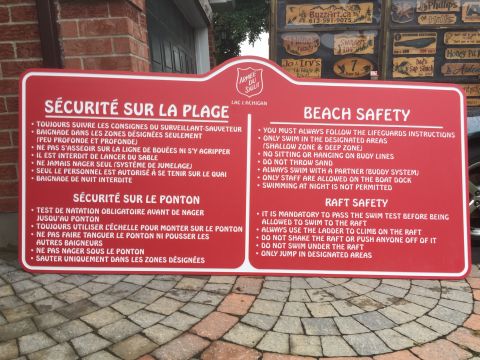 BuzzArt.ca
613-597-9075
Phillips
ARMÉE DU SALUT
LAC L'ACHIGAN
SÉCURITÉ SUR LA PLAGE
• TOUJOURS SUIVRE LES CONSIGNES DU SURVEILLANT-SAUVETEUR
• BAIGNADE DANS LES ZONES DÉSIGNÉES SEULEMENT
(PEU PROFONDE ET PROFONDE)
• NE PAS S'ASSEOIR SUR LA LIGNE DE BOUÉES NI S'Y AGRIPPER
• IL EST INTERDIT DE LANCER DU SABLE
• NE JAMAIS NAGER SEUL (SYSTÈME DE JUMELAGE)
• SEUL LE PERSONNEL EST AUTORISÉ À SE TENIR SUR LE QUAI
• BAIGNADE DE NUIT INTERDITE
SÉCURITÉ SUR LE PONTON
• TEST DE NATATION OBLIGATOIRE AVANT DE NAGER
JUSQU'AU PONTON
• TOUJOURS UTILISER L'ÉCHELLE POUR MONTER SUR LE PONTON
• NE PAS FAIRE TANGUER LE PONTON NI POUSSER LES
AUTRES BAIGNEURS
• NE PAS NAGER SOUS LE PONTON
• SAUTER UNIQUEMENT DANS LES ZONES DÉSIGNÉES
BEACH SAFETY
• YOU MUST ALWAYS FOLLOW THE LIFEGUARDS INSTRUCTIONS
• ONLY SWIM IN THE DESIGNATED AREAS
(SHALLOW ZONE & DEEP ZONE)
• NO SITTING OR HANGING ON BUOY LINES
• DO NOT THROW SAND
• ALWAYS SWIM WITH A PARTNER (BUDDY SYSTEM)
• ONLY STAFF ARE ALLOWED ON THE BOAT DOCK
• SWIMMING AT NIGHT IS NOT PERMITTED
RAFT SAFETY
• IT IS MANDATORY TO PASS THE SWIM TEST BEFORE BEING
ALLOWED TO SWIM TO THE RAFT
• ALWAYS USE THE LADDER TO CLIMB ON THE RAFT
• DO NOT SHAKE THE RAFT OR PUSH ANYONE OFF OF IT
• DO NOT SWIM UNDER THE RAFT
• ONLY JUMP IN DESIGNATED AREAS